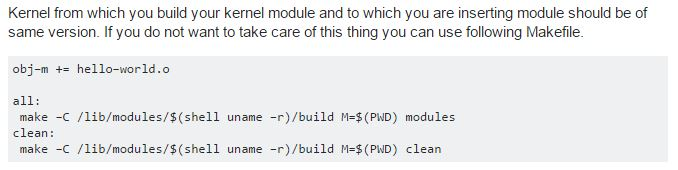 Kernel from which you build your kernel module and to which you are inserting module should be of
same version. If you do not want to take care of this thing you can use following Makefile.
obj-m += hello-world.o
all:
 make -C /lib/modules/$(shell uname -r)/build M=$(PWD) modules
clean:
 make -C /lib/modules/$(shell uname -r)/build M=$(PWD) clean